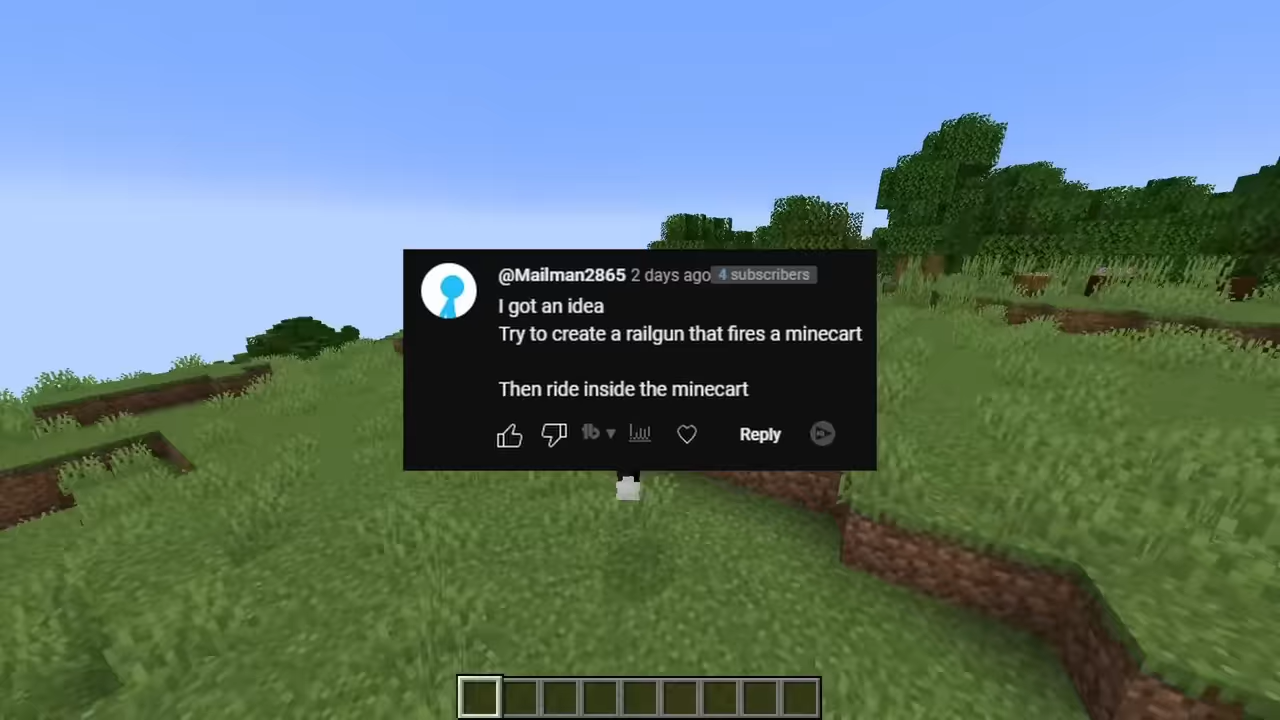 @Mailman2865 2 days ago 4 subscribers
I got an idea
Try to create a railgun that fires a minecart
Then ride inside the minecart
Reply